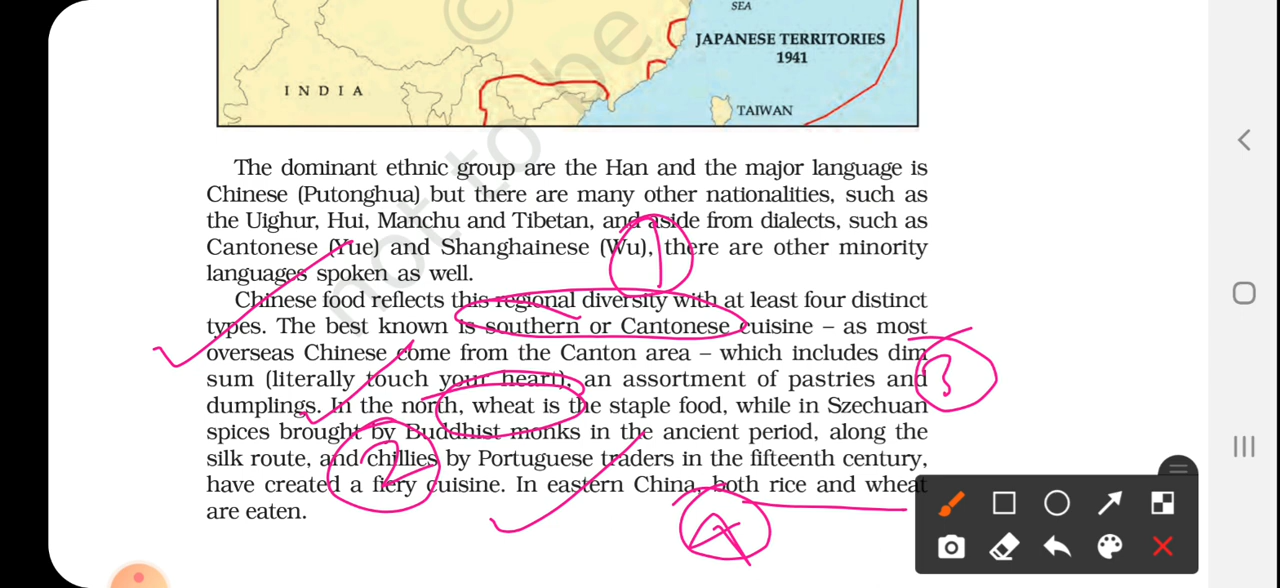 SEA
JAPANESE TERRITORIES
1941
INDIA
TAIWAN
not to be
The dominant ethnic group are the Han and the major language is
Chinese (Putonghua) but there are many other nationalities, such as
the Uighur, Hui, Manchu and Tibetan, and aside from dialects, such as
Cantonese (Yue) and Shanghainese (Wu), there are other minority
languages spoken as well.
Chinese food reflects this regional diversity with at least four distinct
types. The best known is southern or Cantonese cuisine – as most
overseas Chinese come from the Canton area – which includes dim
sum (literally touch your heart), an assortment of pastries and
dumplings. In the north, wheat is the staple food, while in Szechuan
spices brought by Buddhist monks in the ancient period, along the
silk route, and chillies by Portuguese traders in the fifteenth century,
have created a fiery cuisine. In eastern China, both rice and wheat
are eaten.
1
3
2
4